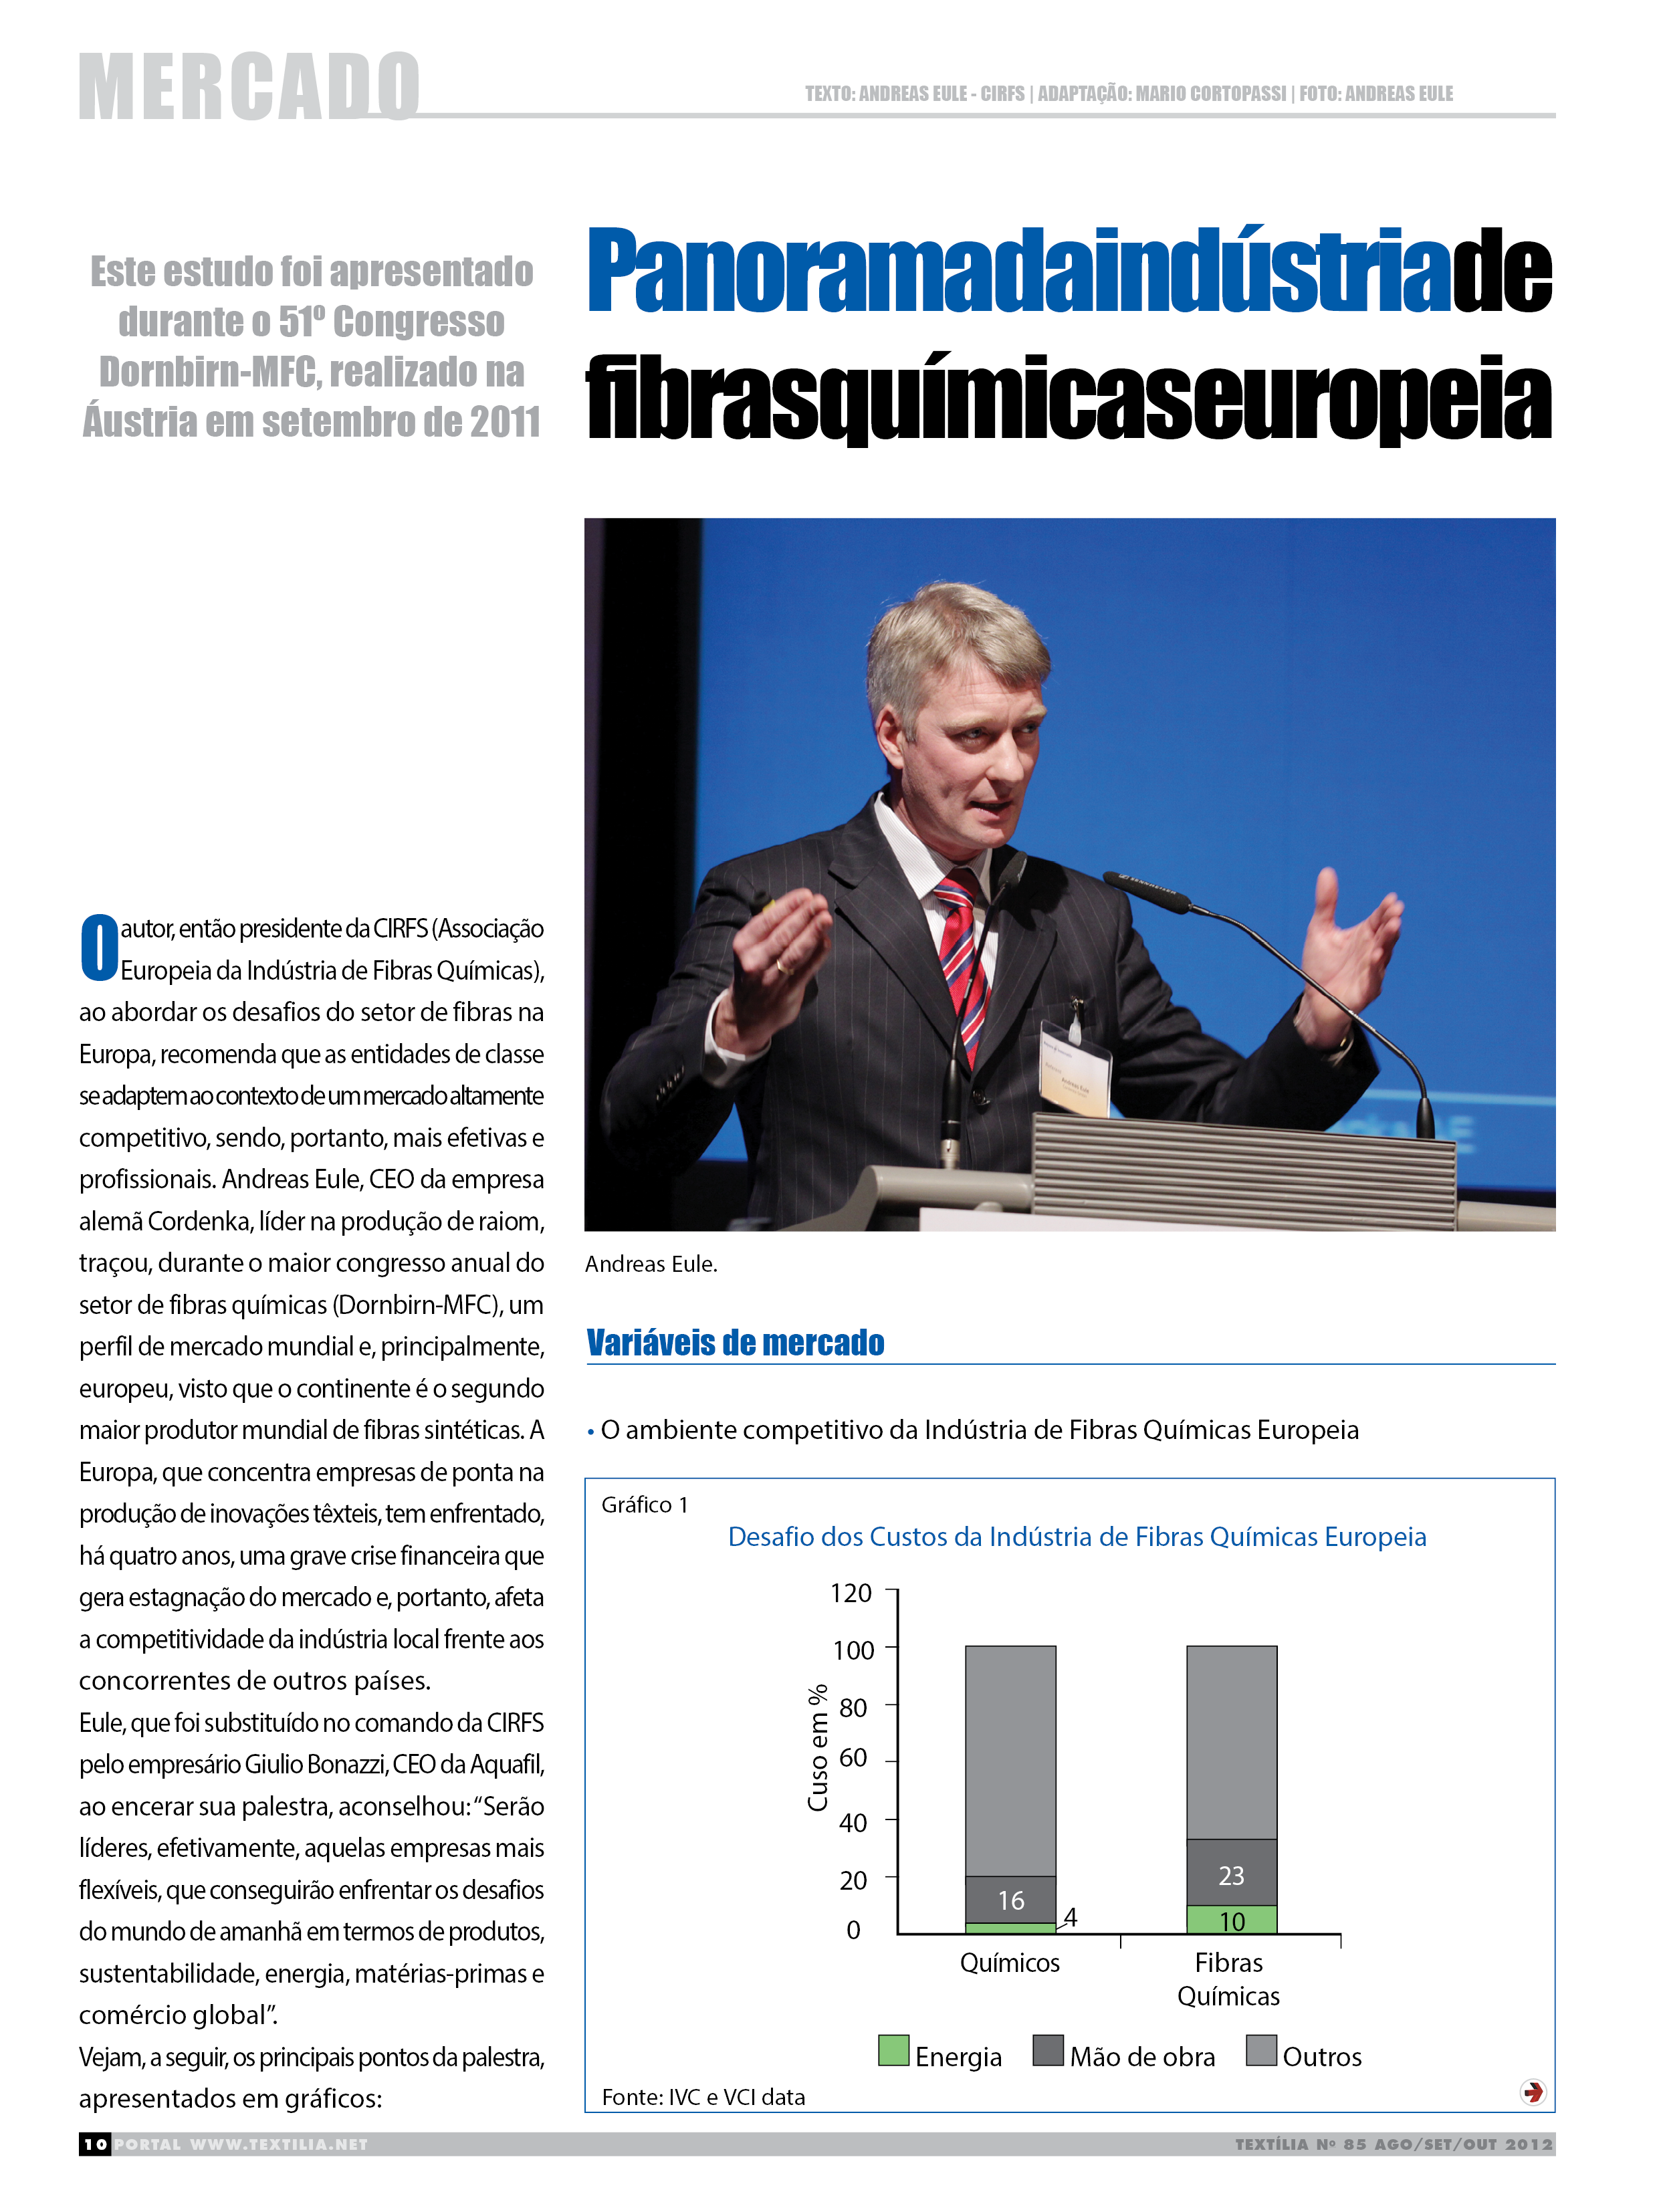 MERCADO
TEXTO: ANDREAS EULE - CIRFS | ADAPTAÇÃO: MARIO CORTOPASSI | FOTO: ANDREAS EULE
Este estudo foi apresentado
durante o 51º Congresso
Dornbirn-MFC, realizado na
Áustria em setembro de 2011
Panorama da indústria de
fibras químicas europeia
O autor, então presidente da CIRFS (Associação
Europeia da Indústria de Fibras Químicas),
ao abordar os desafios do setor de fibras na
Europa, recomenda que as entidades de classe
se adaptem ao contexto de um mercado altamente
competitivo, sendo, portanto, mais efetivas e
profissionais. Andreas Eule, CEO da empresa
alemã Cordenka, líder na produção de raiom,
traçou, durante o maior congresso anual do
setor de fibras químicas (Dornbirn-MFC), um
perfil de mercado mundial e, principalmente,
europeu, visto que o continente é o segundo
maior produtor mundial de fibras sintéticas. A
Europa, que concentra empresas de ponta na
produção de inovações têxteis, tem enfrentado,
há quatro anos, uma grave crise financeira que
gera estagnação do mercado e, portanto, afeta
a competitividade da indústria local frente aos
concorrentes de outros países.
Eule, que foi substituído no comando da CIRFS
pelo empresário Giulio Bonazzi, CEO da Aquafil,
ao encerar sua palestra, aconselhou: “Serão
líderes, efetivamente, aquelas empresas mais
flexíveis, que conseguirão enfrentar os desafios
do mundo de amanhã em termos de produtos,
sustentabilidade, energia, matérias-primas e
comércio global”.
Vejam, a seguir, os principais pontos da palestra,
apresentados em gráficos:
SENNHEISER
Andreas Eule
Andreas Eule.
Variáveis de mercado
• O ambiente competitivo da Indústria de Fibras Químicas Europeia
Gráfico 1
Desafio dos Custos da Indústria de Fibras Químicas Europeia
Cuso em %
120
100
80
60
40
20
0
16
4
23
10
Químicos
Fibras
Químicas
Energia
Mão de obra
Outros
Fonte: IVC e VCI data
10 PORTAL WWW.TEXTILIA.NET
TEXTÍLIA Nº 85 AGO/SET/OUT 2012